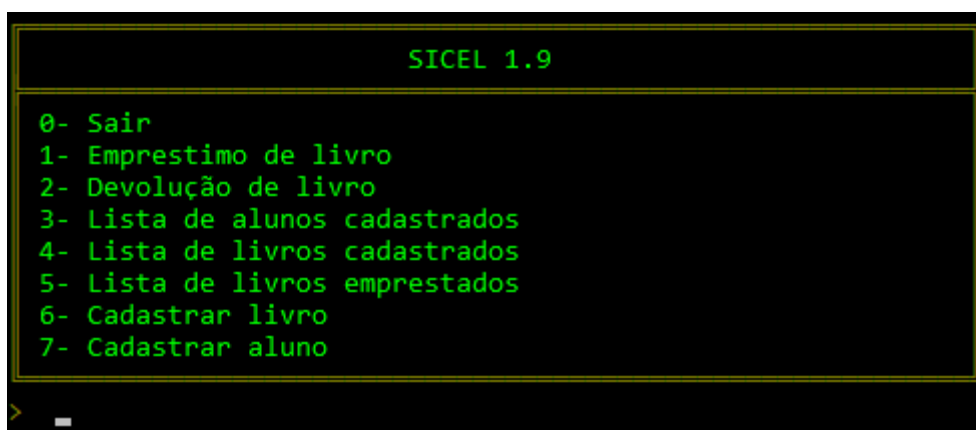 SICEL 1.9
0- Sair
1- Emprestimo de livro
2- Devolução de livro
3- Lista de alunos cadastrados
4- Lista de livros cadastrados
5- Lista de livros emprestados
6- Cadastrar livro
7- Cadastrar aluno
>